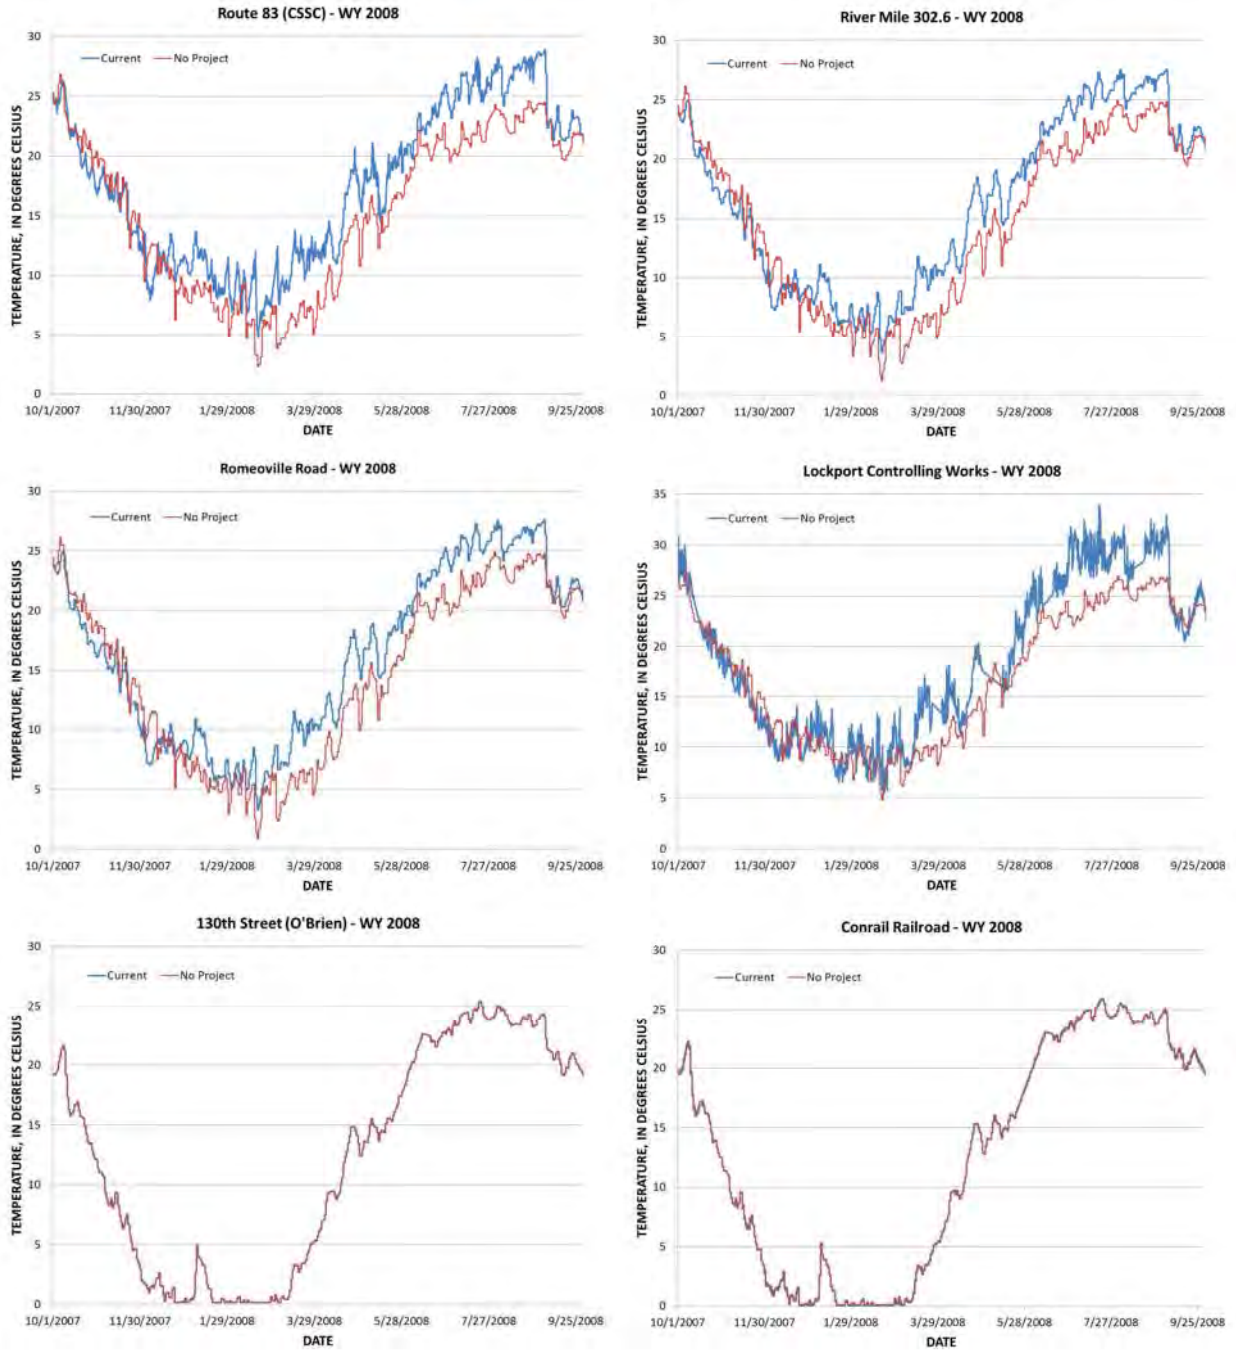 Route 83 (CSSC) - WY 2008
TEMPERATURE, IN DEGREES CELSIUS
30
25
20
15
10
5
0
Current No Project
10/1/2007 11/30/2007 1/29/2008 3/29/2008 5/28/2008 7/27/2008 9/25/2008
DATE
River Mile 302.6 - WY 2008
TEMPERATURE, IN DEGREES CELSIUS
30
25
20
15
10
5
0
Current No Project
10/1/2007 11/30/2007 1/29/2008 3/29/2008 5/28/2008 7/27/2008 9/25/2008
DATE
Romeoville Road - WY 2008
TEMPERATURE, IN DEGREES CELSIUS
30
25
20
15
10
5
0
Current No Project
10/1/2007 11/30/2007 1/29/2008 3/29/2008 5/28/2008 7/27/2008 9/25/2008
DATE
Lockport Controlling Works - WY 2008
TEMPERATURE, IN DEGREES CELSIUS
35
30
25
20
15
10
5
0
Current No Project
10/1/2007 11/30/2007 1/29/2008 3/29/2008 5/28/2008 7/27/2008 9/25/2008
DATE
130th Street (O'Brien) - WY 2008
TEMPERATURE, IN DEGREES CELSIUS
30
25
20
15
10
5
0
Current No Project
10/1/2007 11/30/2007 1/29/2008 3/29/2008 5/28/2008 7/27/2008 9/25/2008
DATE
Conrail Railroad - WY 2008
TEMPERATURE, IN DEGREES CELSIUS
30
25
20
15
10
5
0
Current No Project
10/1/2007 11/30/2007 1/29/2008 3/29/2008 5/28/2008 7/27/2008 9/25/2008
DATE